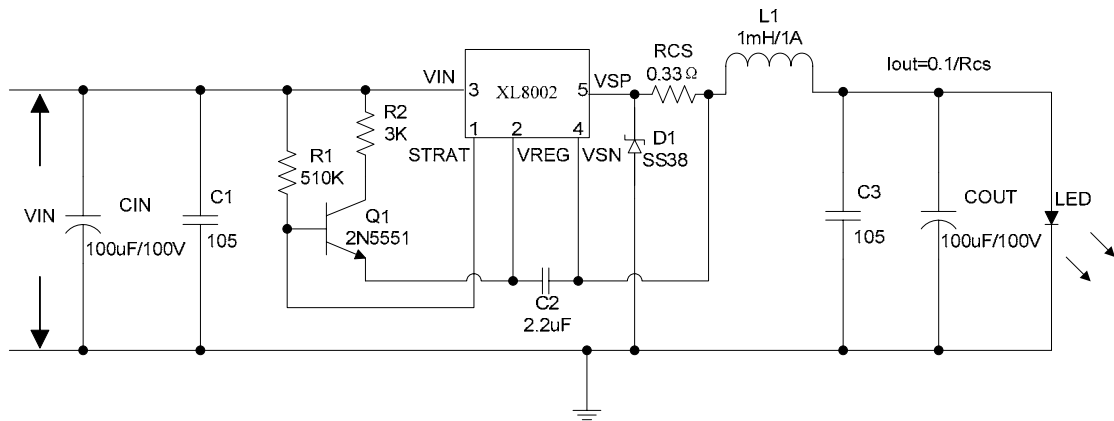 L1
1mH/1A
RCS
0.33Ω
Iout=0.1/Rcs
VIN
3
XL8002
5
VSP
1
2
4
STRAT
VREG
VSN
R2
3K
D1
SS38
R1
510K
C1
105
Q1
2N5551
VIN
CIN
100uF/100V
C3
105
COUT
100uF/100V
LED
C2
2.2uF